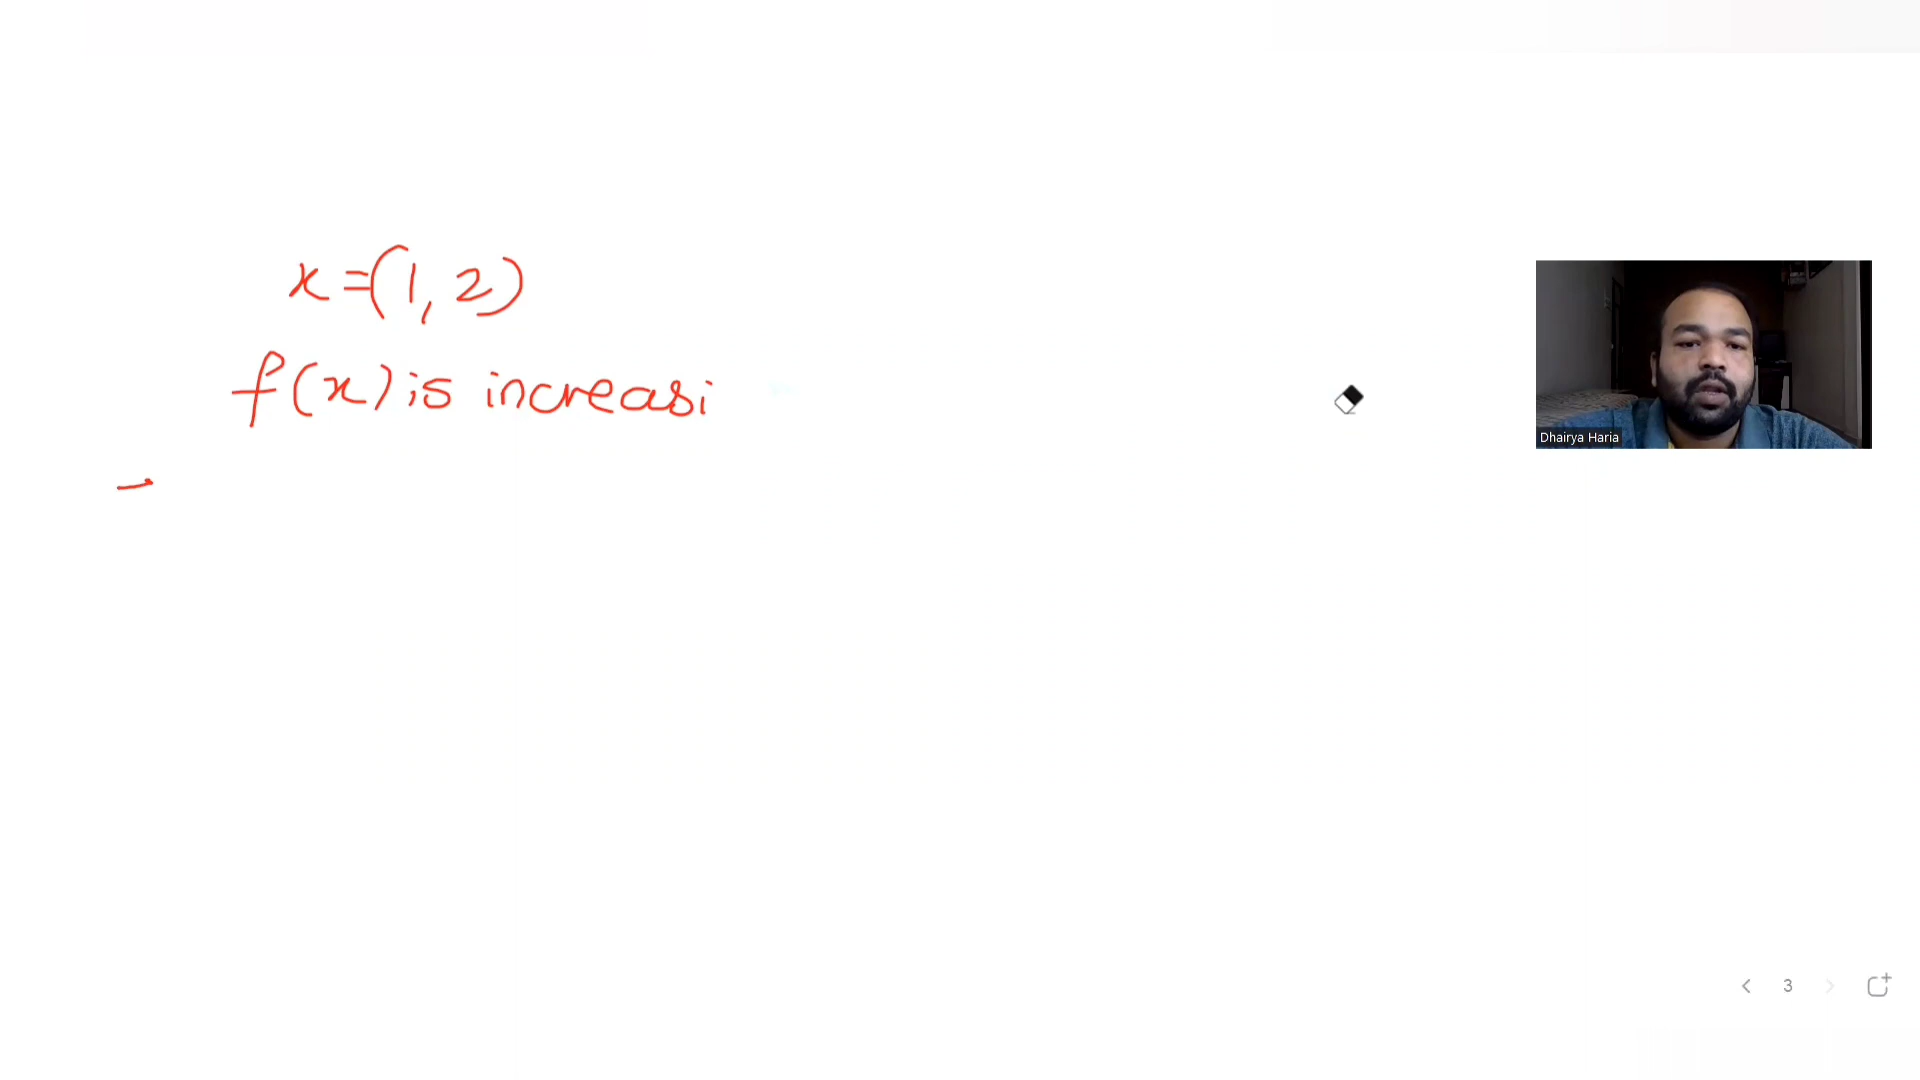 x = (1, 2)
f(x) is increasi
Dhairya Haria
3